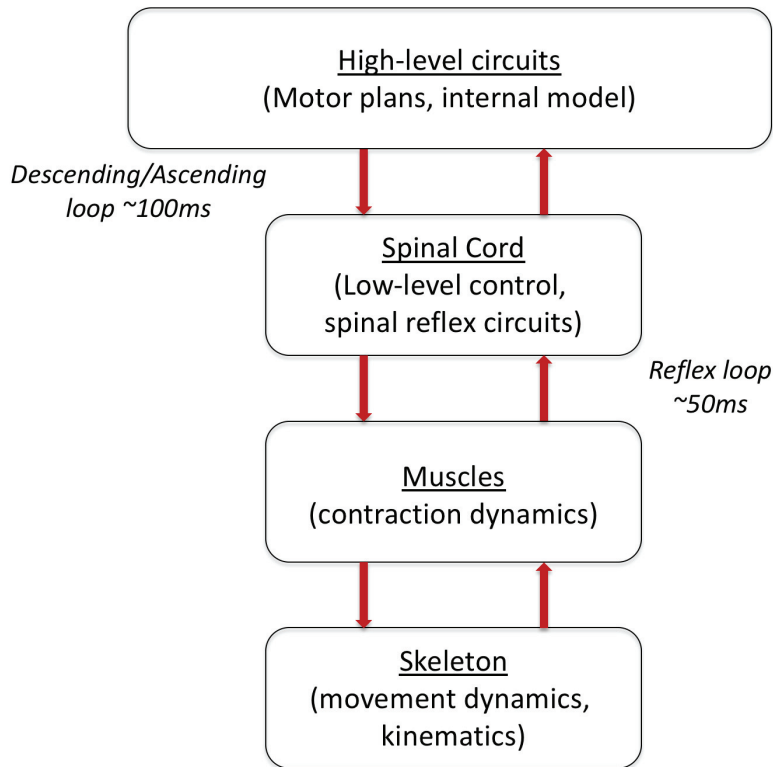 High-level circuits
(Motor plans, internal model)
Descending/Ascending
loop ~100ms
Spinal Cord
(Low-level control,
spinal reflex circuits)
Reflex loop
~50ms
Muscles
(contraction dynamics)
Skeleton
(movement dynamics,
kinematics)